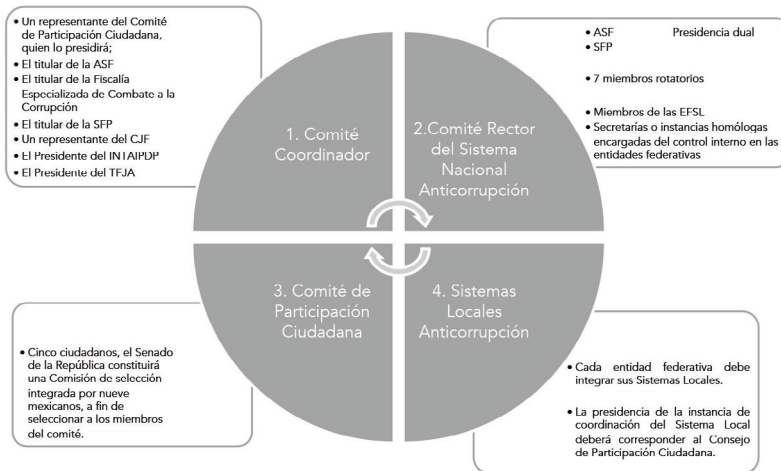 • Un representante del Comité
de Participación Ciudadana,
quien lo presidirá;
• El titular de la ASF
• El titular de la Fiscalía
Especializada de Combate a la
Corrupción
• El titular de la SFP
• Un representante del CJF
• El Presidente del INTAIPDP
• El Presidente del TFJA
1. Comité
Coordinador
• ASF Presidencia dual
• SFP
• 7 miembros rotatorios
• Miembros de las EFSL
• Secretarías o instancias homólogas
encargadas del control interno en las
entidades federativas
2.Comité Rector
del Sistema
Nacional
Anticorrupción
3. Comité de
Participación
Ciudadana
• Cinco ciudadanos, el Senado
de la República constituirá
una Comisión de selección
integrada por nueve
mexicanos, a fin de
seleccionar a los miembros
del comité.
4. Sistemas
Locales
Anticorrupción
• Cada entidad federativa debe
integrar sus Sistemas Locales.
• La presidencia de la instancia de
coordinación del Sistema Local
deberá corresponder al Consejo
de Participación Ciudadana.